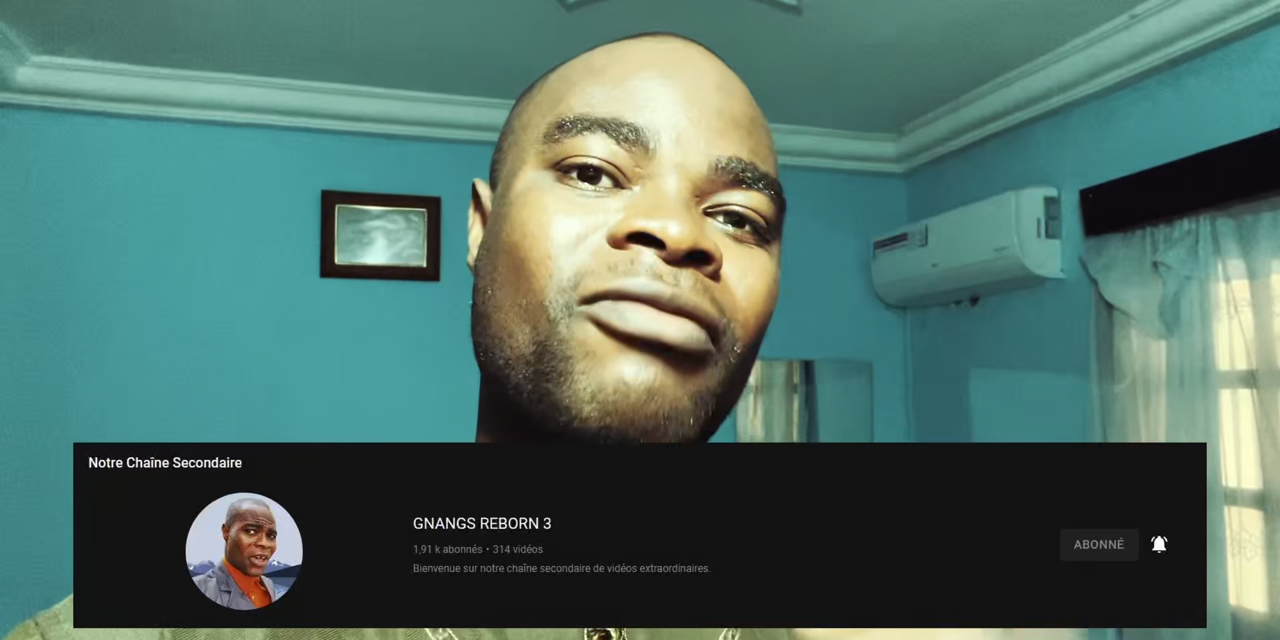 Notre Chaîne Secondaire
GNANGS REBORN 3
1,91 k abonnés • 314 vidéos
Bienvenue sur notre chaîne secondaire de vidéos extraordinaires.
ABONNÉ